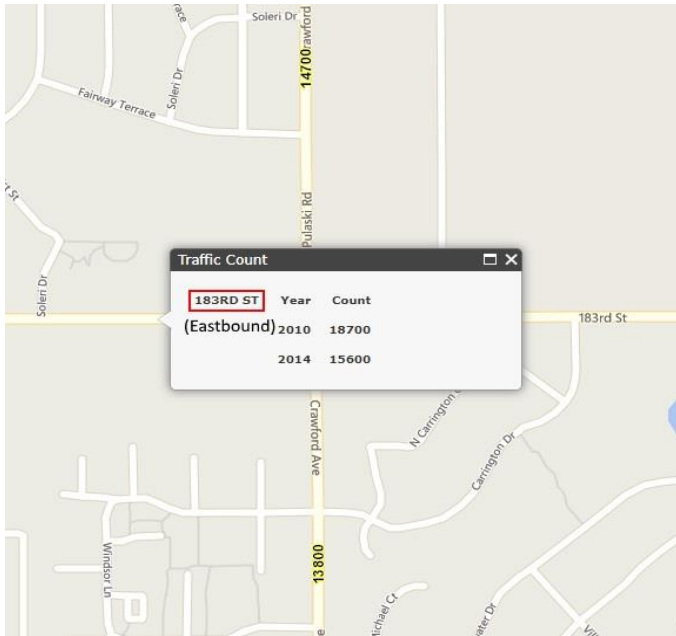 Soleri Dr
14700
Soleri Dr
Fairway Terrace
Pulaski Rd
Soleri Dr
Traffic Count
183RD ST Year Count
(Eastbound) 2010 18700
2014 15600
183rd St
Crawford Ave
N Carrington
Carrington Dr
13800
Windsor Ln